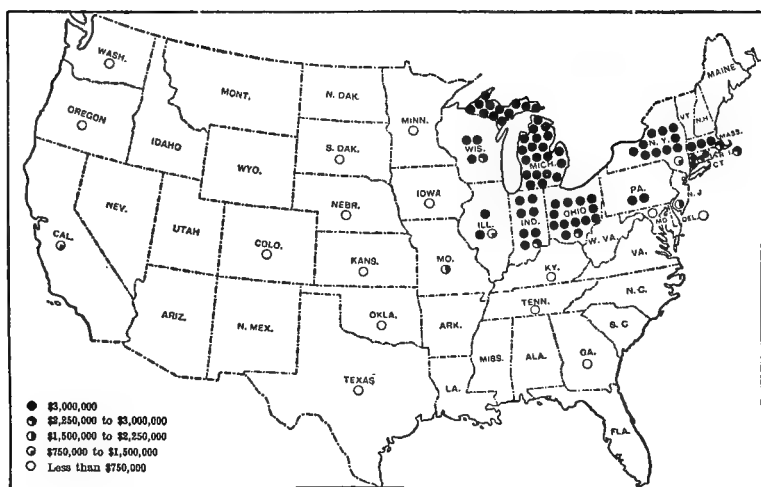 WASH.
MONT.
N. DAK.
MINN.
MAINE
OREGON
IDAHO
S. DAK.
WIS.
MICH.
N. Y.
VT
N.H
MASS.
CT
WYO.
NEBR.
IOWA
PA.
N. J
NEV.
UTAH
COLO.
ILL.
IND.
OHIO
MD
DEL.
CAL.
KANS.
MO.
W. VA.
VA.
KY.
ARIZ.
N. MEX.
OKLA.
ARK.
TENN.
N. C.
S. C
TEXAS
LA.
MISS.
ALA.
GA.
FLA.
$3,000,000
$2,250,000 to $3,000,000
$1,500,000 to $2,250,000
$750,000 to $1,500,000
Less than $750,000